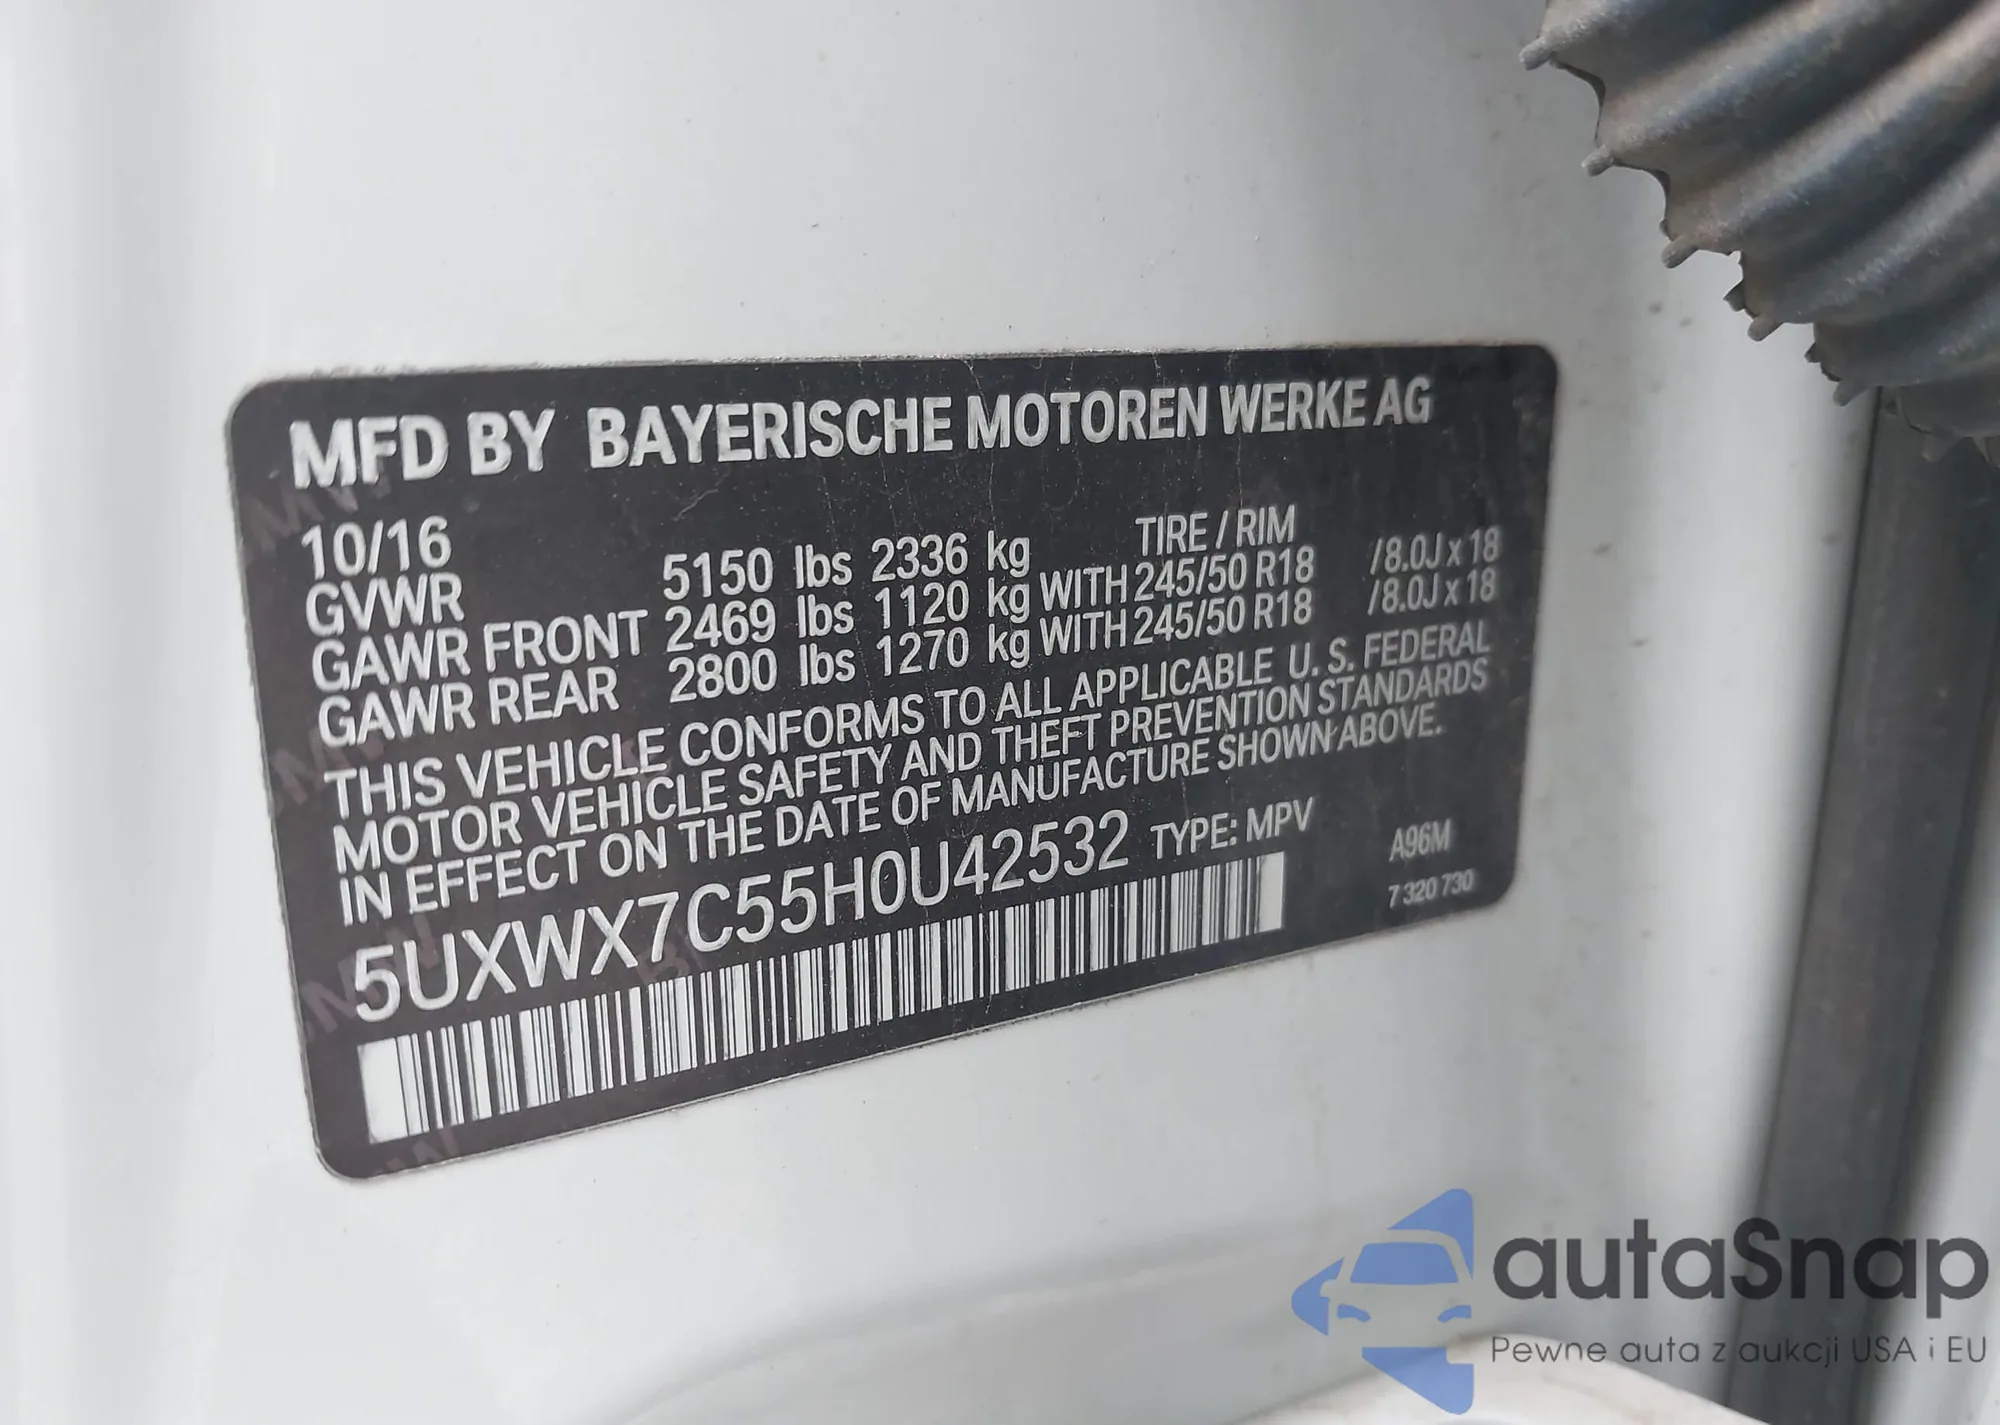 MFD BY BAYERISCHE MOTOREN WERKE AG
10/16 TIRE / RIM
GVWR 5150 lbs 2336 kg
GAWR FRONT 2469 lbs 1120 kg WITH 245/50 R18 /8.0J x 18
GAWR REAR 2800 lbs 1270 kg WITH 245/50 R18 /8.0J x 18
THIS VEHICLE CONFORMS TO ALL APPLICABLE U. S. FEDERAL
MOTOR VEHICLE SAFETY AND THEFT PREVENTION STANDARDS
IN EFFECT ON THE DATE OF MANUFACTURE SHOWN ABOVE.
5UXWX7C55H0U42532 TYPE: MPV A96M
7 320 730
autaSnap
Pewne auta z aukcji USA i EU